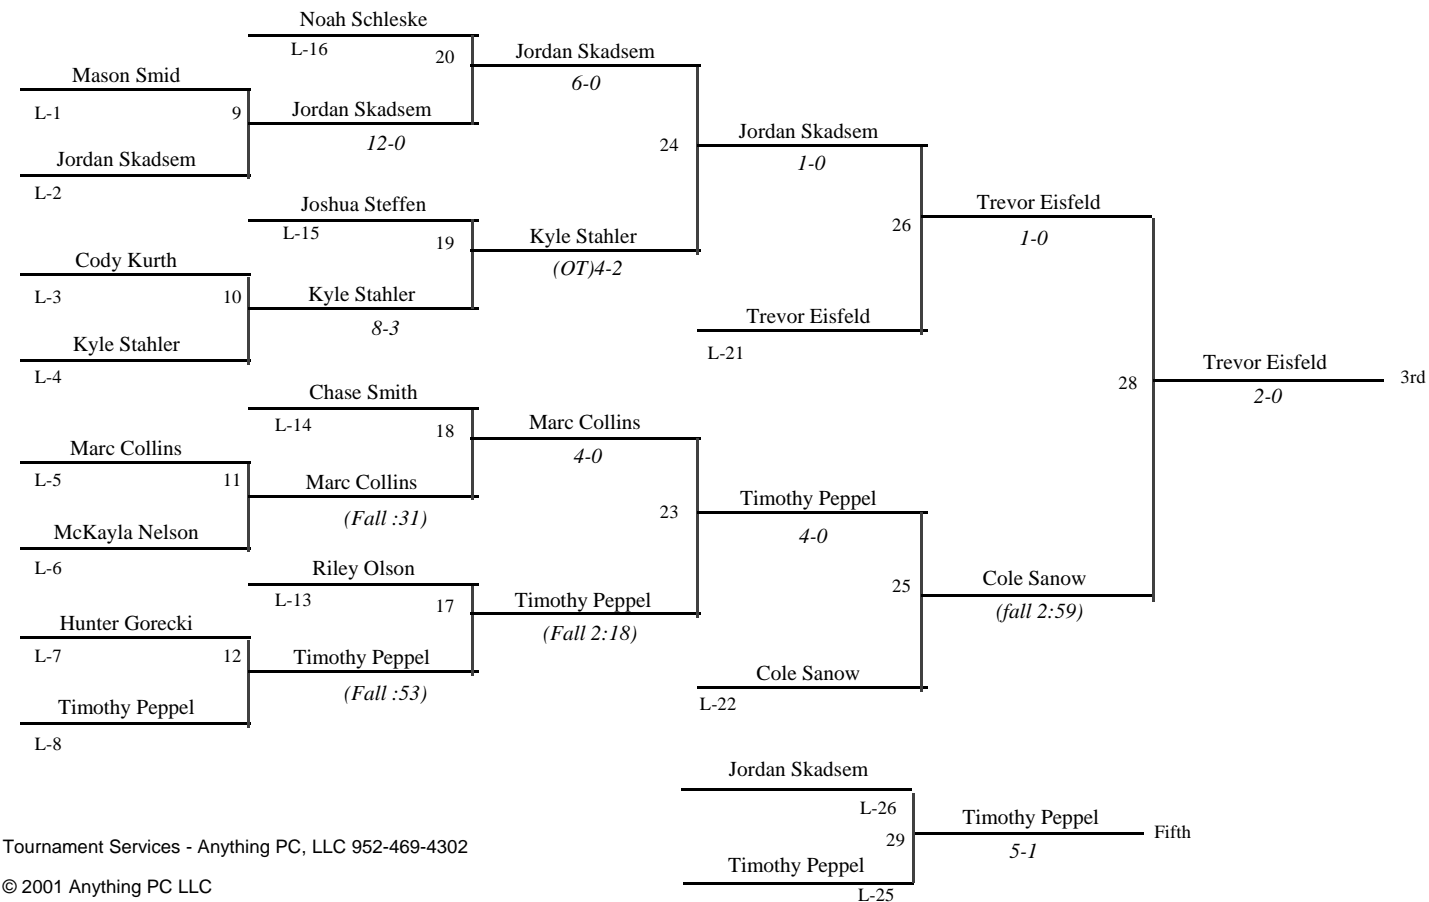 Noah Schleske
L-16
20
Jordan Skadsem
6-0
Mason Smid
L-1
9
Jordan Skadsem
12-0
Jordan Skadsem
L-2
24
Jordan Skadsem
1-0
Joshua Steffen
L-15
19
Kyle Stahler
(OT)4-2
Cody Kurth
L-3
10
Kyle Stahler
8-3
Kyle Stahler
L-4
26
Trevor Eisfeld
1-0
Trevor Eisfeld
L-21
28
Trevor Eisfeld
2-0
3rd
Chase Smith
L-14
18
Marc Collins
4-0
Marc Collins
L-5
11
Marc Collins
(Fall :31)
McKayla Nelson
L-6
23
Timothy Peppel
4-0
Riley Olson
L-13
17
Timothy Peppel
(Fall 2:18)
Hunter Gorecki
L-7
12
Timothy Peppel
(Fall :53)
Timothy Peppel
L-8
25
Cole Sanow
(fall 2:59)
Cole Sanow
L-22
Jordan Skadsem
L-26
29
Timothy Peppel
5-1
Fifth
Timothy Peppel
L-25
Tournament Services - Anything PC, LLC 952-469-4302
© 2001 Anything PC LLC